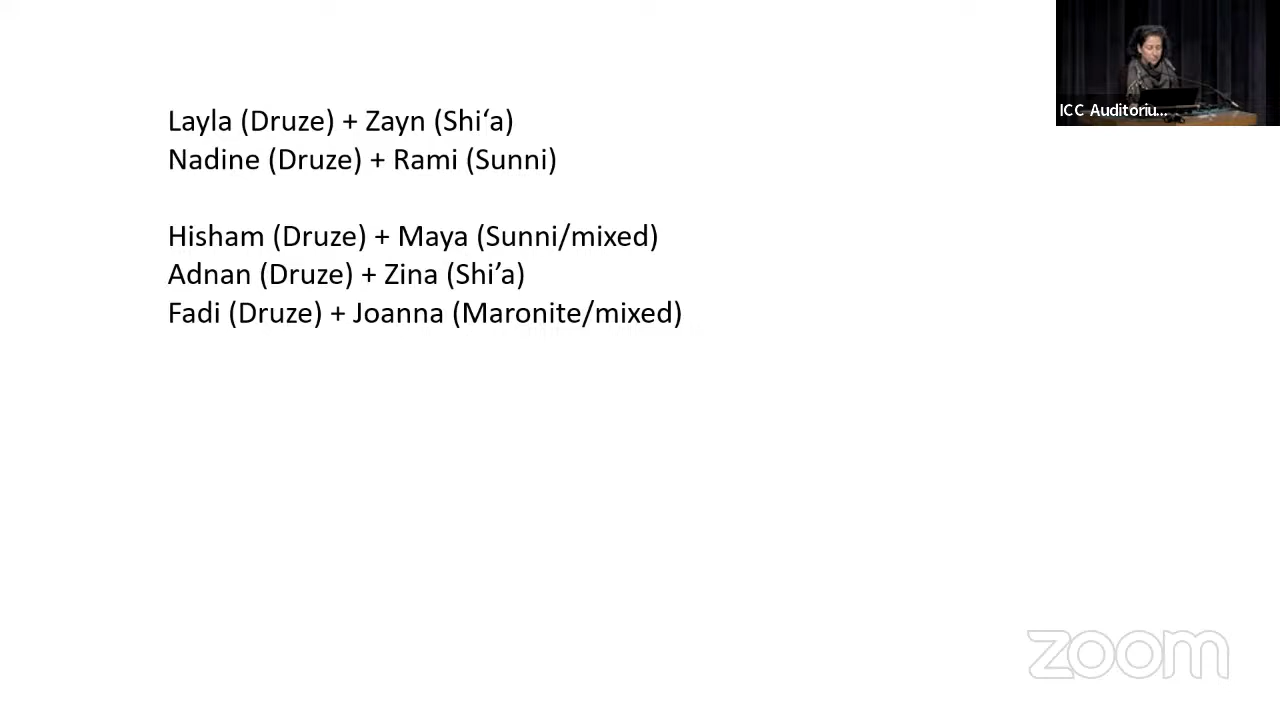 Layla (Druze) + Zayn (Shi‘a)
Nadine (Druze) + Rami (Sunni)
Hisham (Druze) + Maya (Sunni/mixed)
Adnan (Druze) + Zina (Shi’a)
Fadi (Druze) + Joanna (Maronite/mixed)
ICC Auditoriu...
zoom